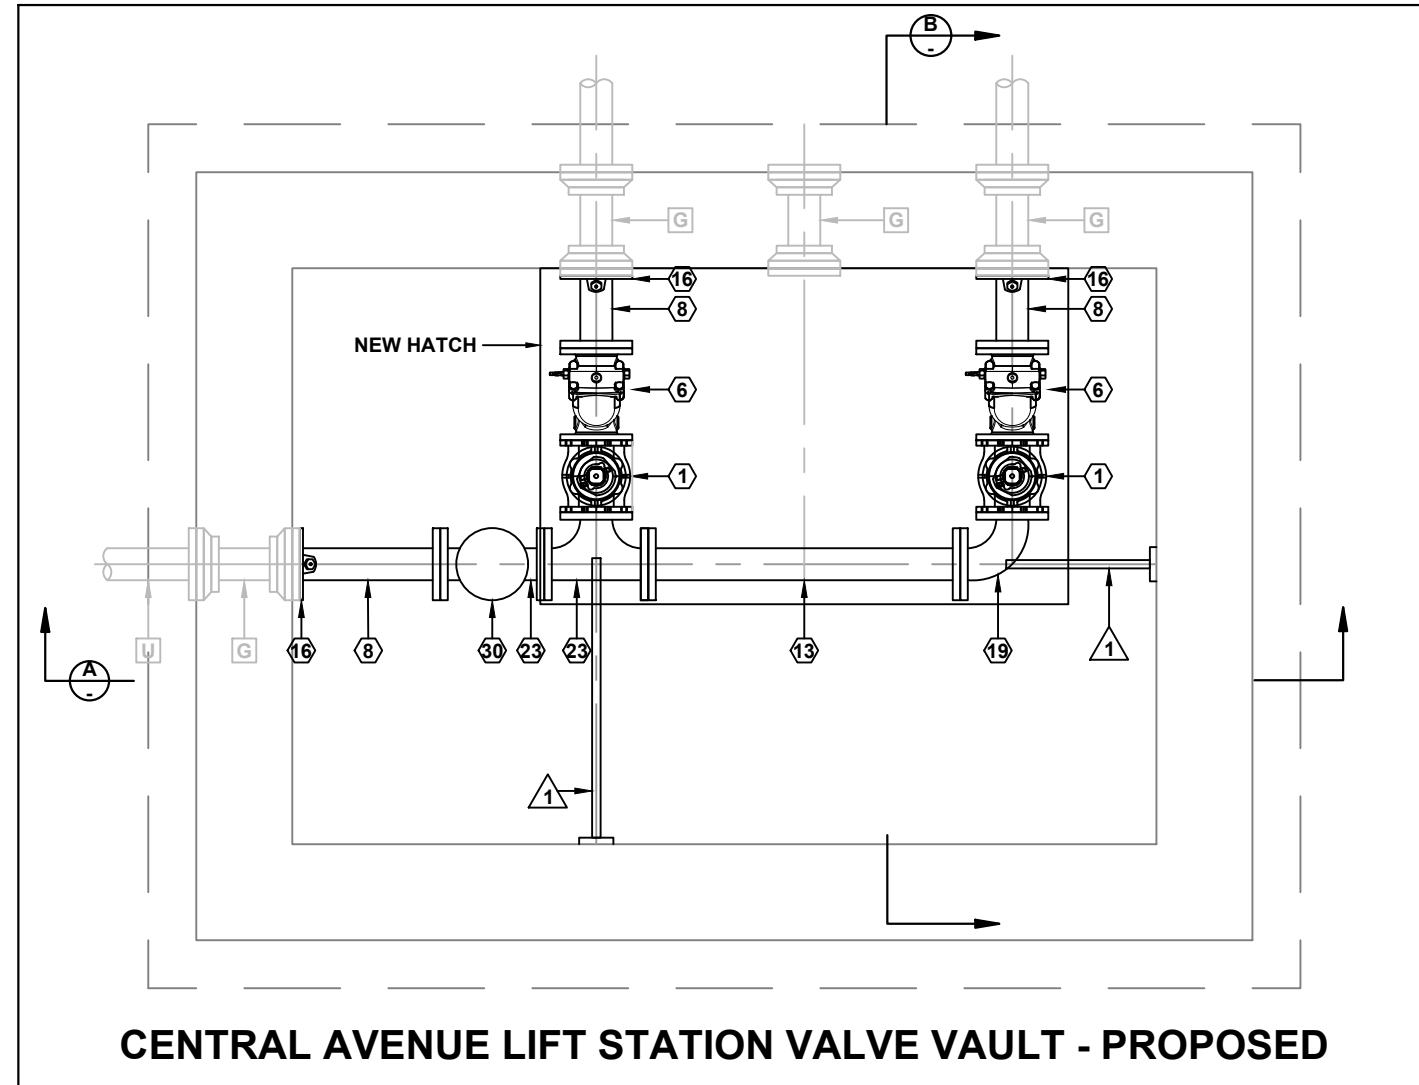 B
-
G
G
G
16
16
8
8
NEW HATCH
6
6
1
1
U
G
16
8
30
23
23
13
19
1
A
-
1
CENTRAL AVENUE LIFT STATION VALVE VAULT - PROPOSED